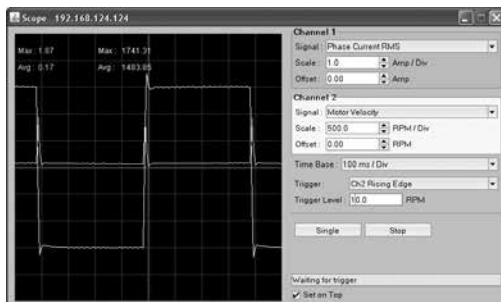 Scope 192.168.124.124
Max: 1.87 Max: 1741.31
Avg: 0.17 Avg: 1483.85
Channel 1
Signal: Phase Current RMS
Scale: 1.0 Amp / Div
Offset: 0.00 Amp
Channel 2
Signal: Motor Velocity
Scale: 500.0 RPM / Div
Offset: 0.00 RPM
Time Base: 100 ms / Div
Trigger: Ch2 Rising Edge
Trigger Level: 10.0 RPM
Single Stop
Waiting for trigger
Set on Top